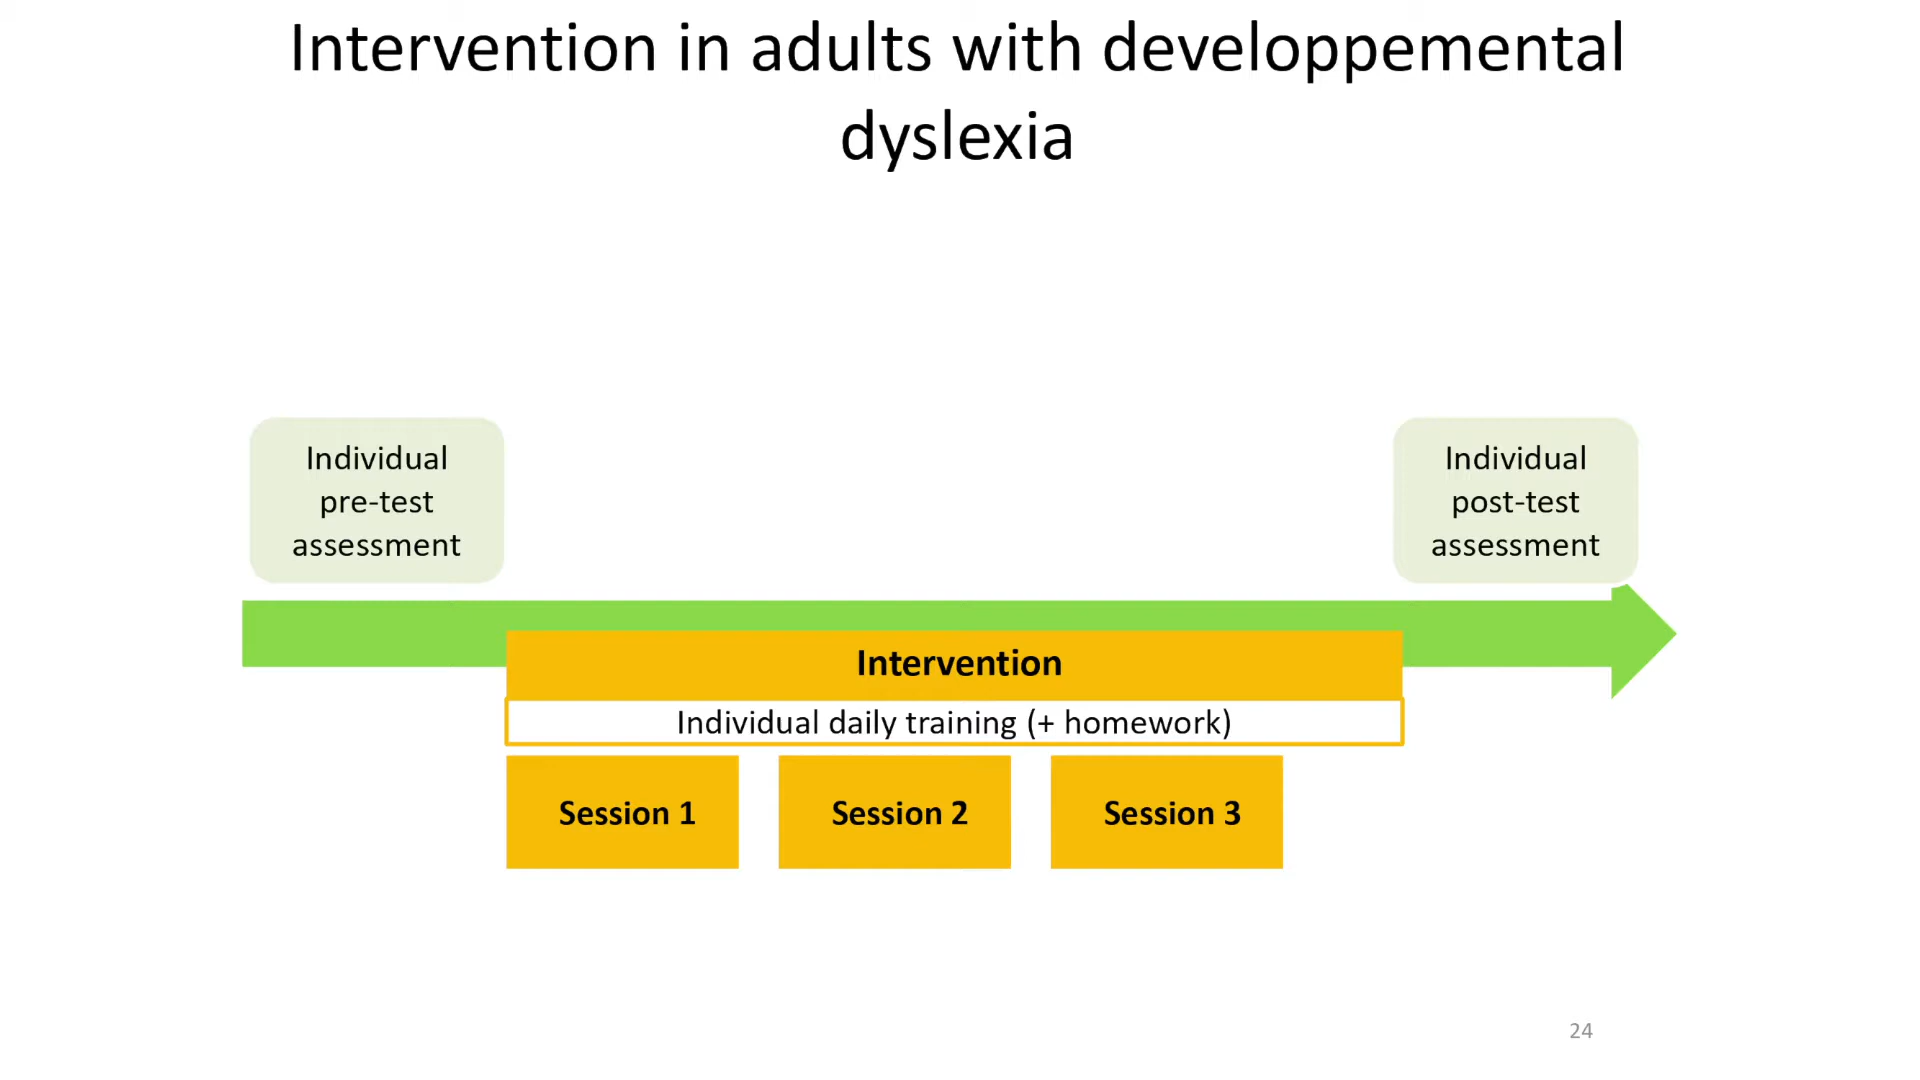 Intervention in adults with developpemental
dyslexia
Individual
pre-test
assessment
Individual
post-test
assessment
Intervention
Individual daily training (+ homework)
Session 1
Session 2
Session 3
24